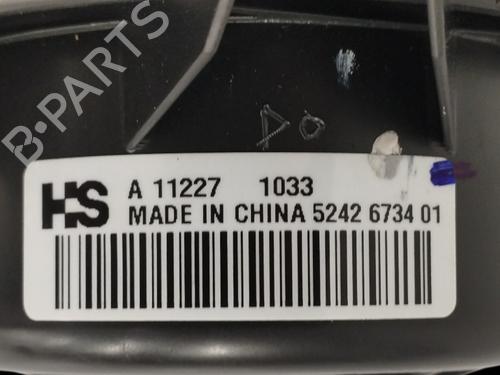 B-PARTS
HS A 11227 1033
MADE IN CHINA 5242 6734 01